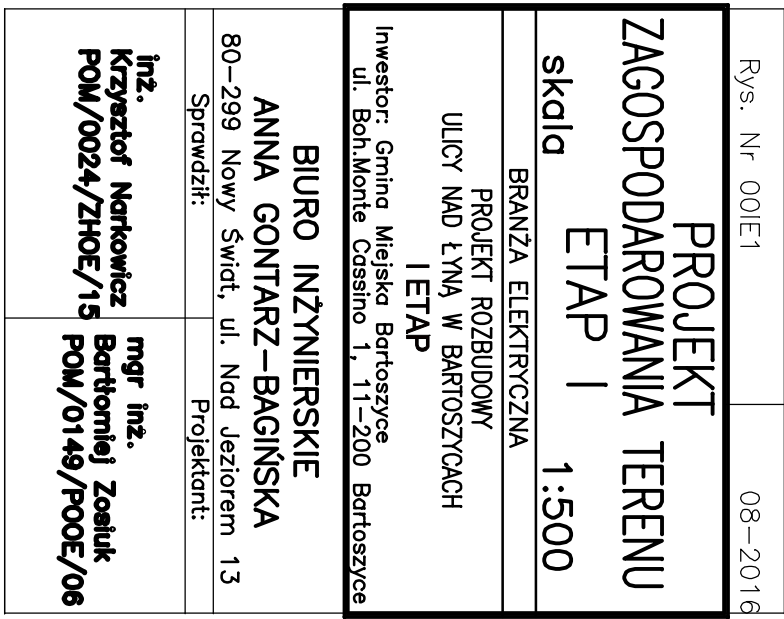 Rys. Nr 00IE1 08-2016
PROJEKT
ZAGOSPODAROWANIA TERENU
ETAP I
skala 1:500
BRANŻA ELEKTRYCZNA
PROJEKT ROZBUDOWY
ULICY NAD ŁYNĄ W BARTOSZYCACH
I ETAP
Inwestor: Gmina Miejska Bartoszyce
ul. Boh.Monte Cassino 1, 11-200 Bartoszyce
BIURO INŻYNIERSKIE
ANNA GONTARZ-BAGIŃSKA
80-299 Nowy Świat, ul. Nad Jeziorem 13
Sprawdził: Projektant:
inż.
Krzysztof Narkowicz
POM/0024/ZHOE/15
mgr inż.
Bartłomiej Zosiuk
POM/0149/POOE/06